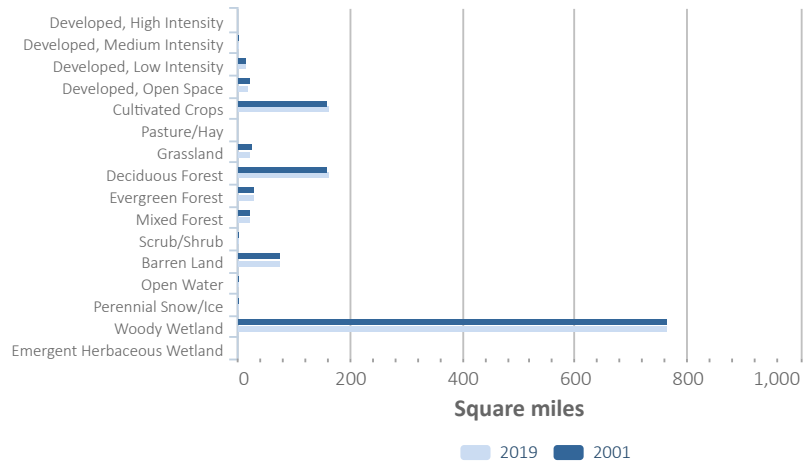 Developed, High Intensity
Developed, Medium Intensity
Developed, Low Intensity
Developed, Open Space
Cultivated Crops
Pasture/Hay
Grassland
Deciduous Forest
Evergreen Forest
Mixed Forest
Scrub/Shrub
Barren Land
Open Water
Perennial Snow/Ice
Woody Wetland
Emergent Herbaceous Wetland
0 200 400 600 800 1,000
Square miles
2019 2001